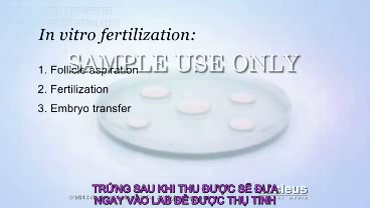 In vitro fertilization:
SAMPLE USE ONLY
1. Follicle aspiration
2. Fertilization
3. Embryo transfer
TRỨNG SAU KHI THU ĐƯỢC SẼ ĐƯA
NGAY VÀO LAB ĐỂ ĐƯỢC THỤ TINH